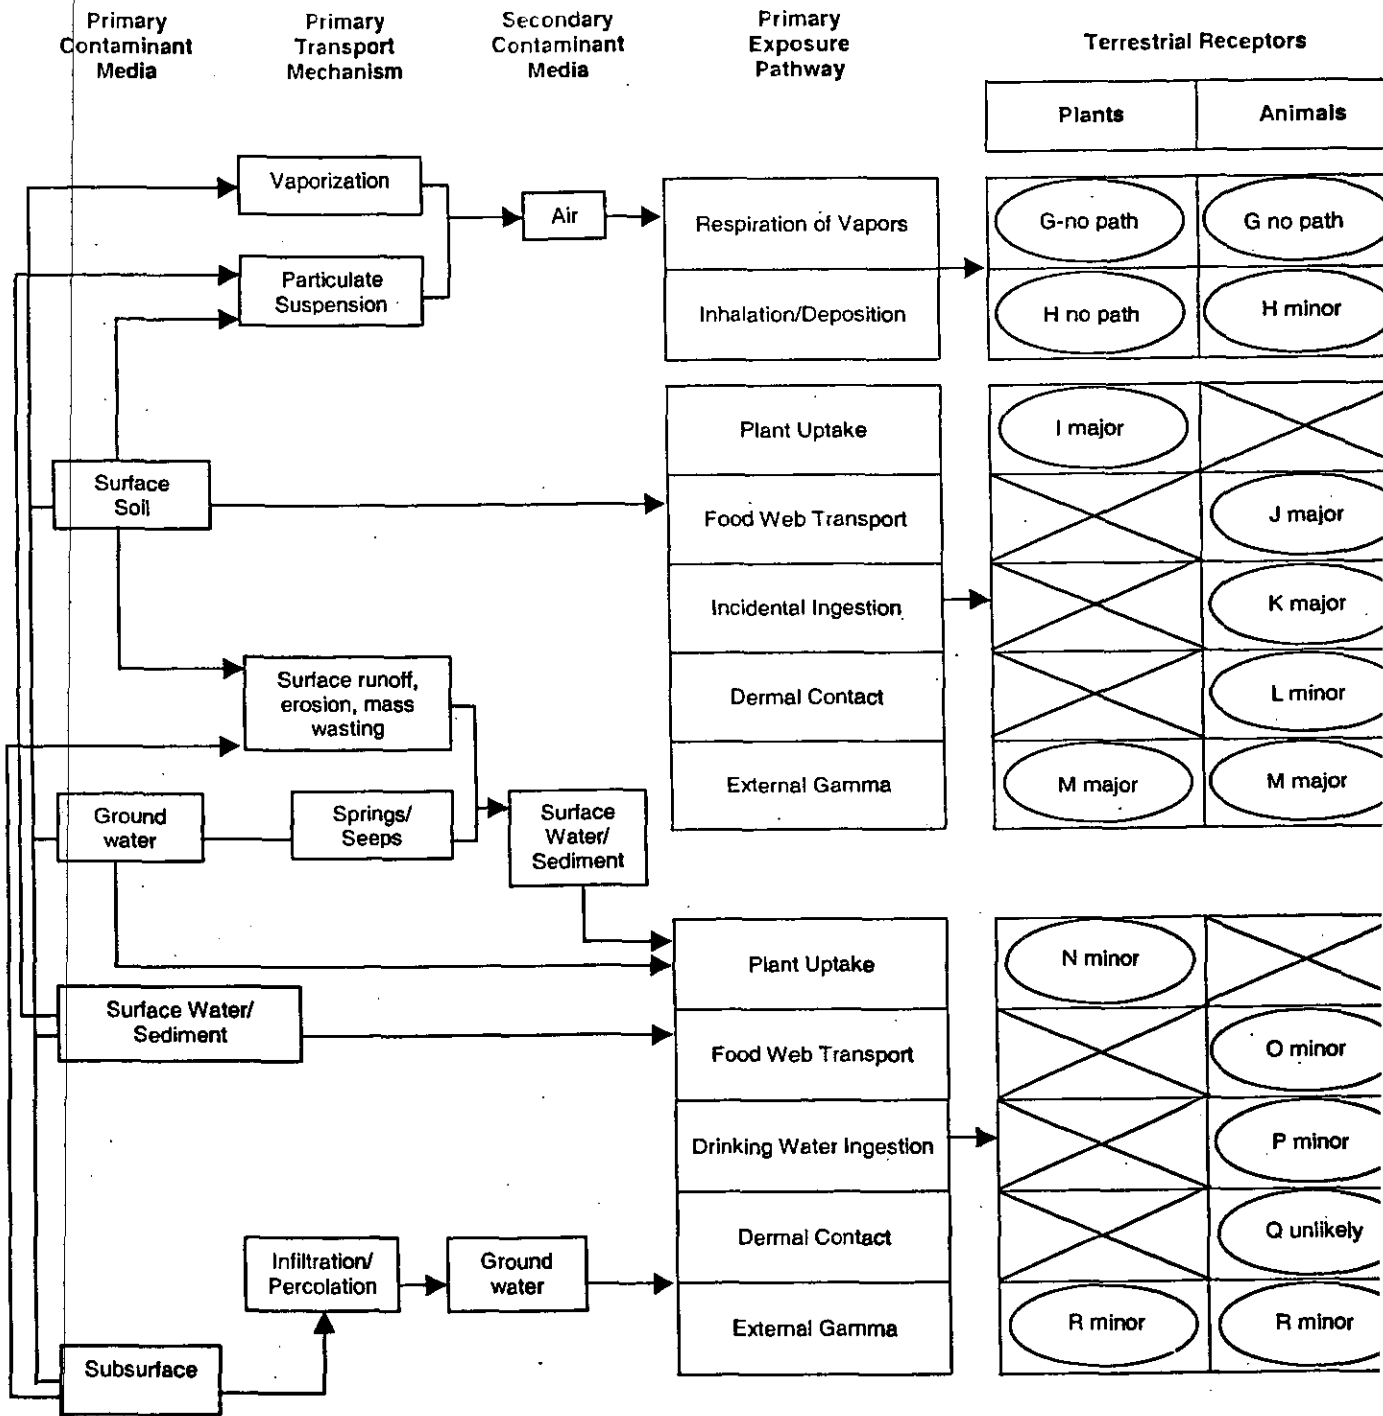 Primary
Contaminant
Media
Primary
Transport
Mechanism
Secondary
Contaminant
Media
Primary
Exposure
Pathway
Terrestrial Receptors
Plants
Animals
Vaporization
Air
Respiration of Vapors
G-no path
G no path
Particulate
Suspension
Inhalation/Deposition
H no path
H minor
Plant Uptake
I major
Surface
Soil
Food Web Transport
J major
Incidental Ingestion
K major
Surface runoff,
erosion, mass
wasting
Dermal Contact
L minor
External Gamma
M major
M major
Ground
water
Springs/
Seeps
Surface
Water/
Sediment
Plant Uptake
N minor
Surface Water/
Sediment
Food Web Transport
O minor
Drinking Water Ingestion
P minor
Infiltration/
Percolation
Ground
water
Dermal Contact
Q unlikely
External Gamma
R minor
R minor
Subsurface